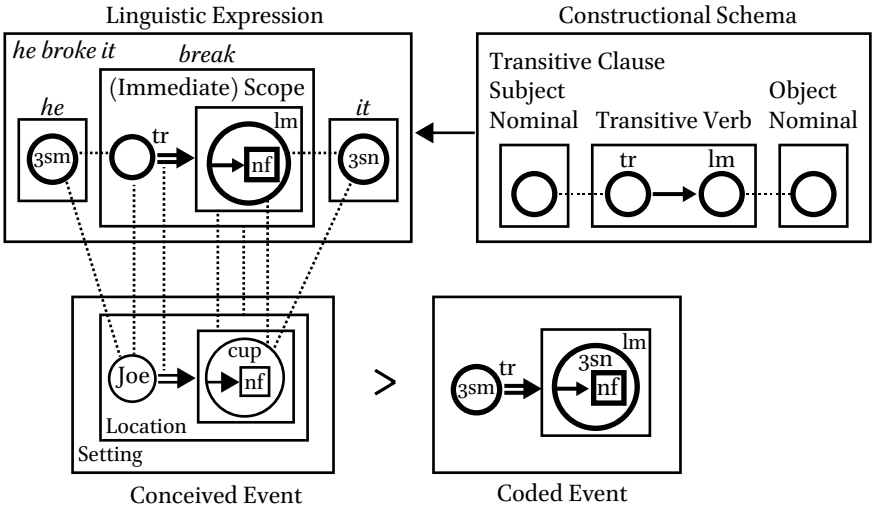 Linguistic Expression
he broke it
break
(Immediate) Scope
he
it
lm
tr
3sm
nf
3sn
Constructional Schema
Transitive Clause
Subject
Object
Nominal
Transitive Verb
Nominal
tr
lm
Joe
cup
nf
Location
Setting
Conceived Event
>
3sm
tr
lm
3sn
nf
Coded Event